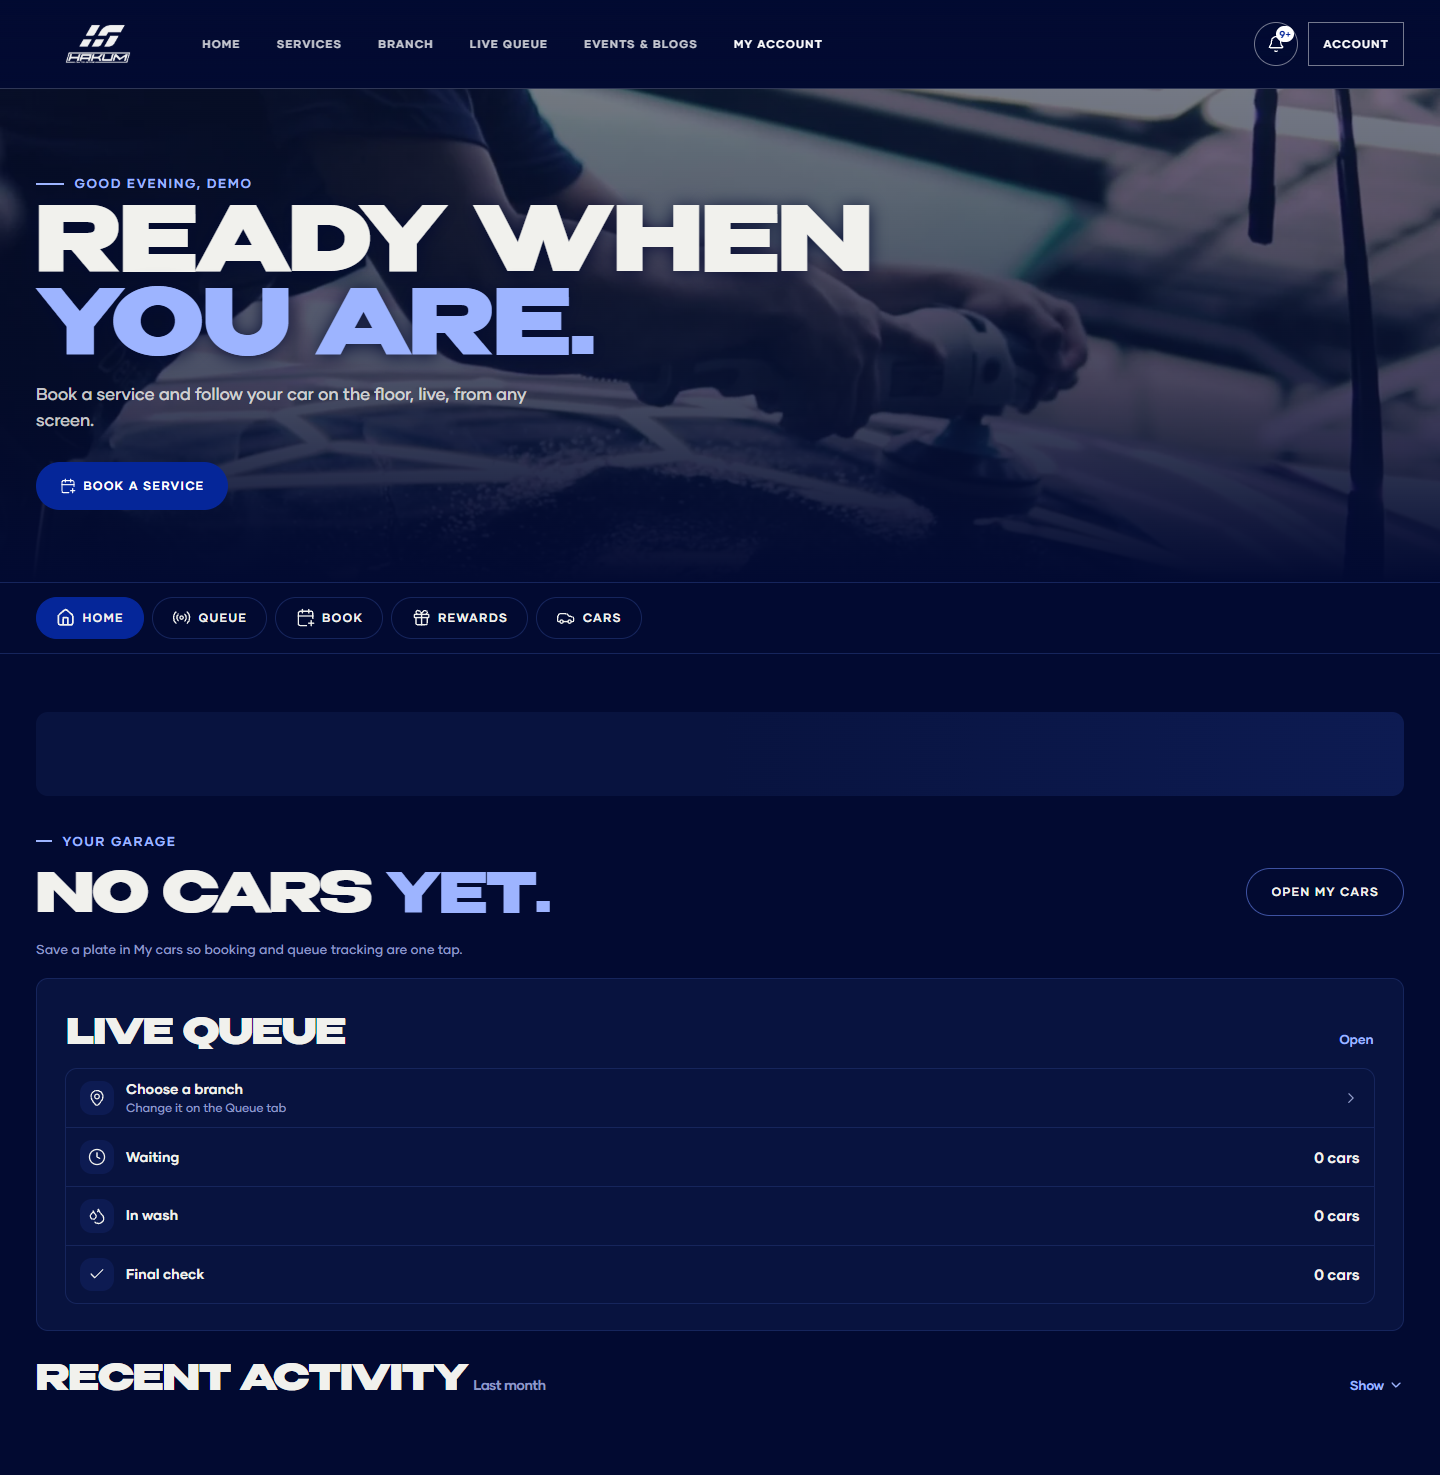 HAKUM
HOME
SERVICES
BRANCH
LIVE QUEUE
EVENTS & BLOGS
MY ACCOUNT
9+
ACCOUNT
GOOD EVENING, DEMO
READY WHEN
YOU ARE.
Book a service and follow your car on the floor, live, from any
screen.
BOOK A SERVICE
HOME
QUEUE
BOOK
REWARDS
CARS
YOUR GARAGE
NO CARS YET.
OPEN MY CARS
Save a plate in My cars so booking and queue tracking are one tap.
LIVE QUEUE
Open
Choose a branch
Change it on the Queue tab
Waiting
0 cars
In wash
0 cars
Final check
0 cars
RECENT ACTIVITY Last month
Show